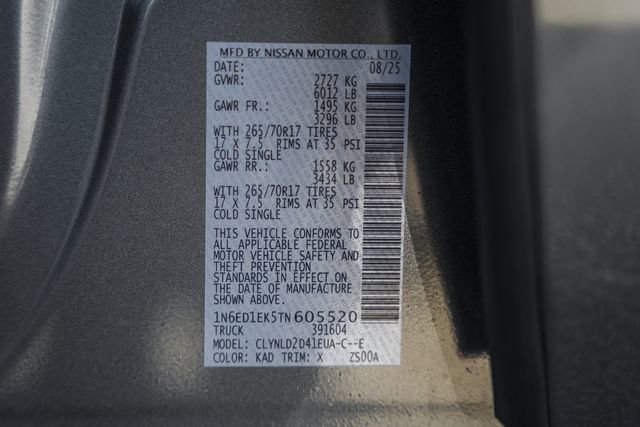 MFD BY NISSAN MOTOR CO., LTD.
DATE: 08/25
GVWR: 2727 KG
6012 LB
GAWR FR.: 1495 KG
3296 LB
WITH 265/70R17 TIRES
17 X 7.5 RIMS AT 35 PSI
COLD SINGLE
GAWR RR.: 1558 KG
3434 LB
WITH 265/70R17 TIRES
17 X 7.5 RIMS AT 35 PSI
COLD SINGLE
THIS VEHICLE CONFORMS TO
ALL APPLICABLE FEDERAL
MOTOR VEHICLE SAFETY AND
THEFT PREVENTION
STANDARDS IN EFFECT ON
THE DATE OF MANUFACTURE
SHOWN ABOVE.
1N6ED1EK5TN605520
TRUCK 391604
MODEL: CLYNLD2D41EUA-C--E
COLOR: KAD TRIM: X ZS00A